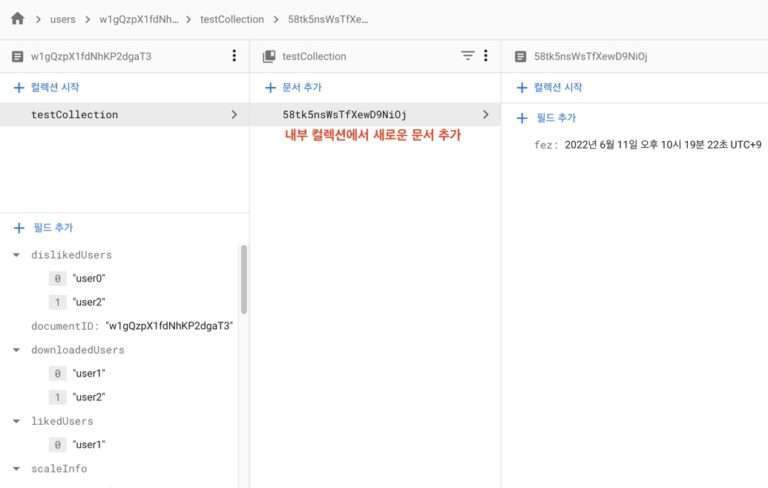 users
w1gQzpX1fdNh...
testCollection
58tk5nsWsTfXe...
w1gQzpX1fdNhKP2dgaT3
컬렉션 시작
testCollection
필드 추가
dislikedUsers
0 "user0"
1 "user2"
documentID: "w1gQzpX1fdNhKP2dgaT3"
downloadedUsers
0 "user1"
1 "user2"
likedUsers
0 "user1"
scaleInfo
testCollection
문서 추가
58tk5nsWsTfXewD9NiOj
내부 컬렉션에서 새로운 문서 추가
58tk5nsWsTfXewD9NiOj
컬렉션 시작
필드 추가
fez: 2022년 6월 11일 오후 10시 19분 22초 UTC+9